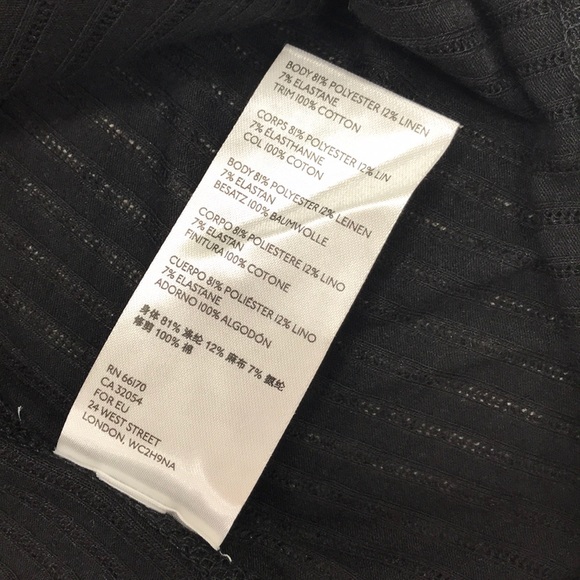 BODY 81% POLYESTER 12% LINEN
7% ELASTANE
TRIM 100% COTTON
CORPS 81% POLYESTER 12% LIN
7% ÉLASTHANNE
COL 100% COTON
BODY 81% POLYESTER 12% LEINEN
7% ELASTAN
BESATZ 100% BAUMWOLLE
CORPO 81% POLIESTERE 12% LINO
7% ELASTAN
FINITURA 100% COTONE
CUERPO 81% POLIÉSTER 12% LINO
7% ELASTANE
ADORNO 100% ALGODÓN
身体 81% 涤纶 12% 麻布 7% 氨纶
修剪 100% 棉
RN 66170
CA 32054
FOR EU
24 WEST STREET
LONDON, WC2H9NA